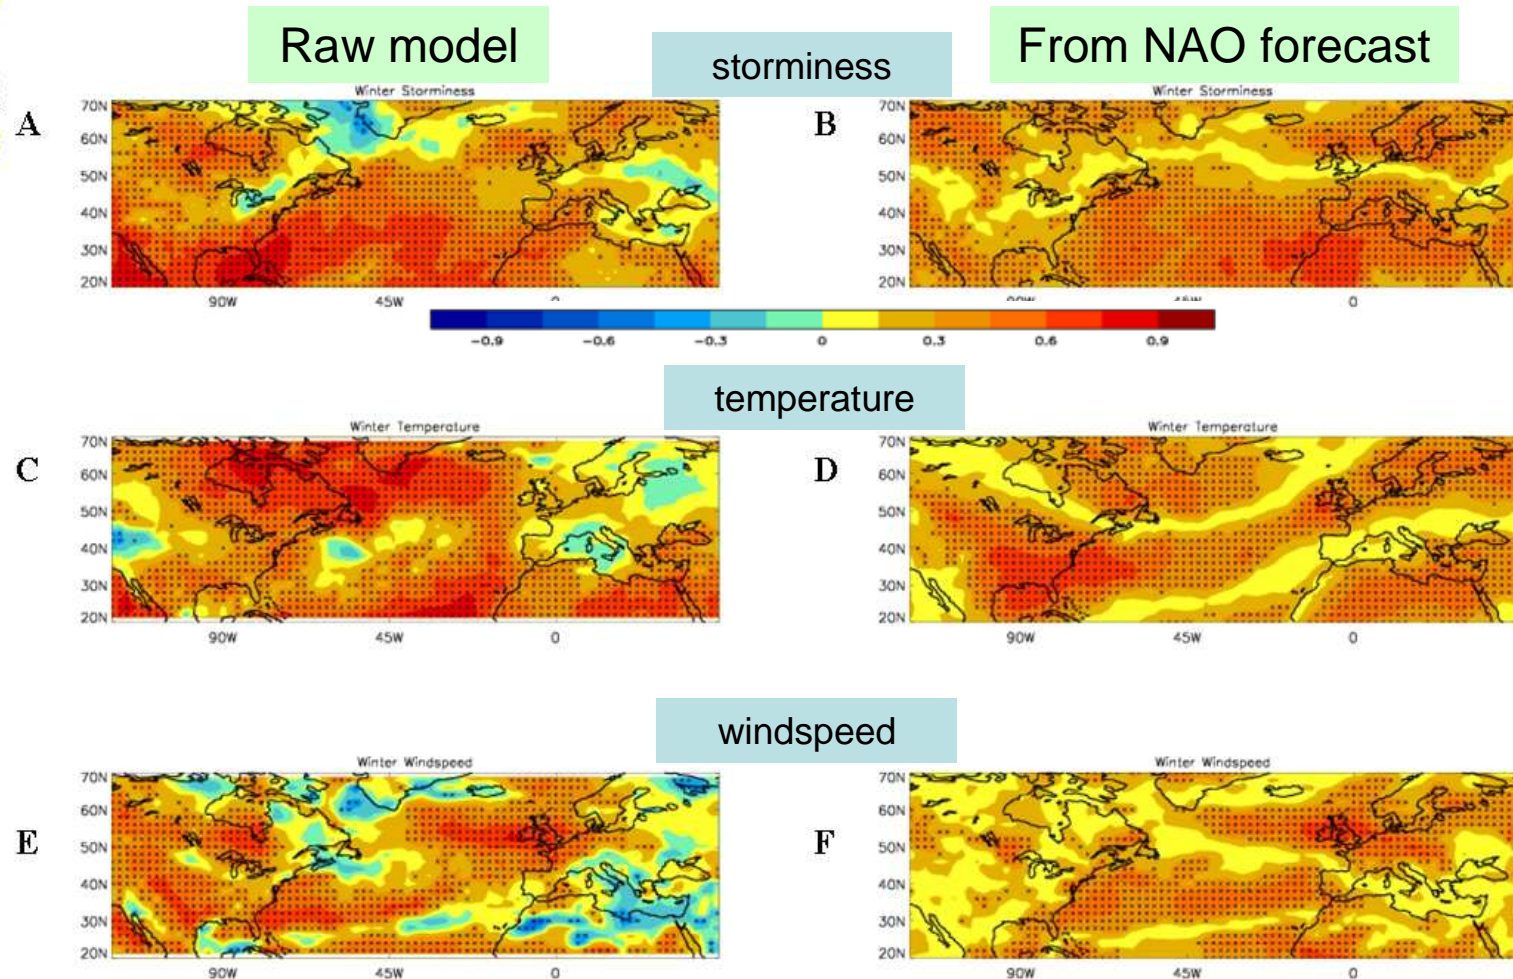 Raw model
storminess
From NAO forecast
Winter Storminess
A
70N
60N
50N
40N
30N
20N
90W 45W 0
Winter Storminess
B
70N
60N
50N
40N
30N
20N
90W 45W 0
-0.9 -0.6 -0.3 0 0.3 0.6 0.9
temperature
Winter Temperature
C
70N
60N
50N
40N
30N
20N
90W 45W 0
Winter Temperature
D
70N
60N
50N
40N
30N
20N
90W 45W 0
windspeed
Winter Windspeed
E
70N
60N
50N
40N
30N
20N
90W 45W 0
Winter Windspeed
F
70N
60N
50N
40N
30N
20N
90W 45W 0